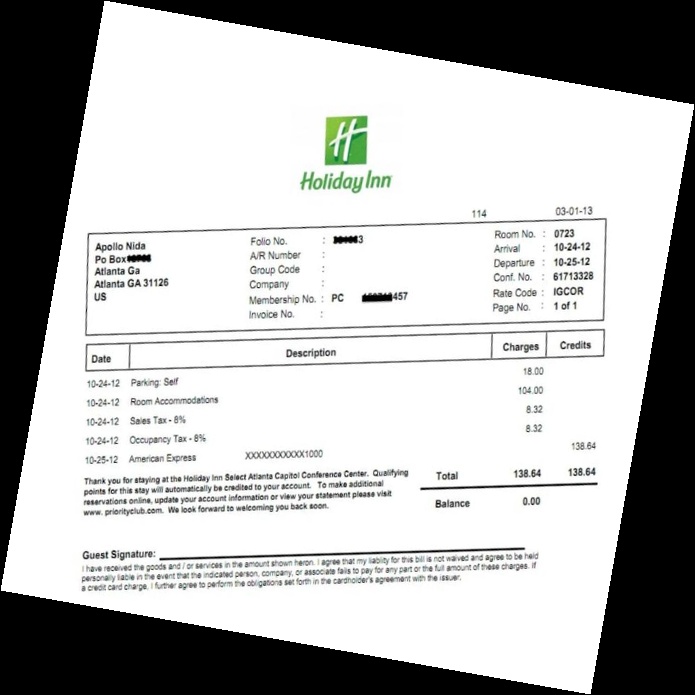 H
Holiday Inn
114 03-01-13
Apollo Nida
Po Box
Atlanta Ga
Atlanta GA 31126
US
Folio No. : 3
A/R Number :
Group Code :
Company :
Membership No. : PC 457
Invoice No. :
Room No. : 0723
Arrival : 10-24-12
Departure : 10-25-12
Conf. No. : 61713328
Rate Code : IGCOR
Page No. : 1 of 1
Date Description Charges Credits
10-24-12 Parking: Self 18.00
10-24-12 Room Accommodations 104.00
10-24-12 Sales Tax - 8% 8.32
10-24-12 Occupancy Tax - 8% 8.32
10-25-12 American Express XXXXXXXXXXX1000 138.64
Thank you for staying at the Holiday Inn Select Atlanta Capitol Conference Center. Qualifying
points for this stay will automatically be credited to your account. To make additional
reservations online, update your account information or view your statement please visit
www. priorityclub.com. We look forward to welcoming you back soon.
Total 138.64 138.64
Balance 0.00
Guest Signature:
I have received the goods and / or services in the amount shown heron. I agree that my liablity for this bill is not waived and agree to be held
personally liable in the event that the indicated person, company, or associate fails to pay for any part or the full amount of these charges. If
a credit card charge, I further agree to perform the obligations set forth in the cardholder's agreement with the issuer.